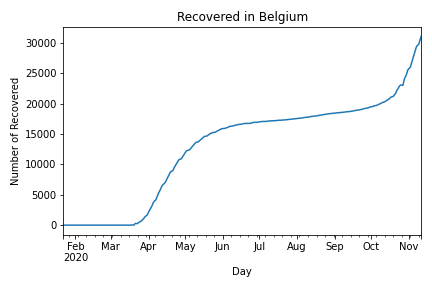 Recovered in Belgium
Number of Recovered
30000
25000
20000
15000
10000
5000
0
Feb Mar Apr May Jun Jul Aug Sep Oct Nov
2020
Day